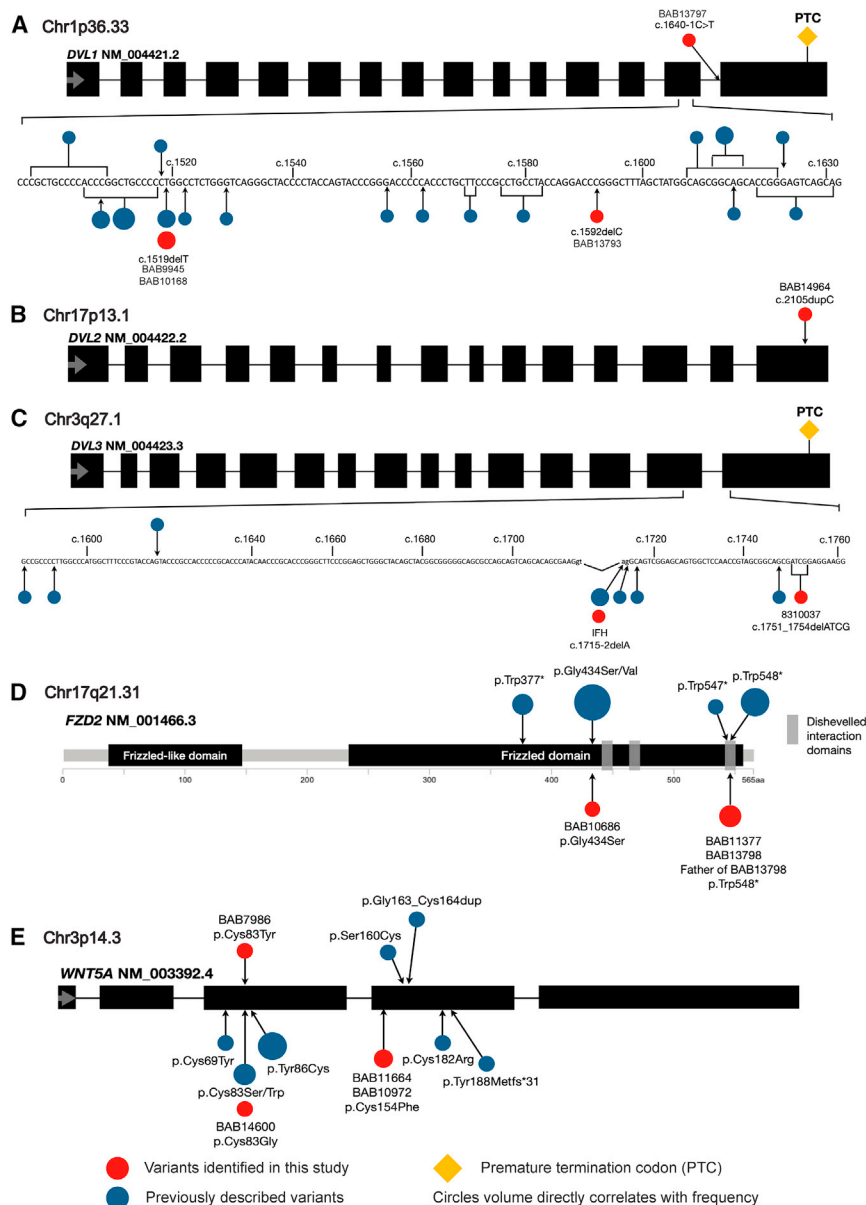 A Chr1p36.33
BAB13797
c.1640-1C>T
PTC
DVL1 NM_004421.2
c.1520 c.1540 c.1560 c.1580 c.1600 c.1630
CCCGCTGCCCCACCCGGCTGCCCCCCTGGCCTCTGGGTCAGGGCTACCCCTACCAGTACCCGGGACCCCCACCCTGCTTCCCGCCTGCCTACCAGGACCCGGGCTTTAGCTATGGCAGCGGCAGCACCGGGAGTCAGCAG
c.1519delT
BAB9945
BAB10168
c.1592delC
BAB13793
B Chr17p13.1
BAB14964
c.2105dupC
DVL2 NM_004422.2
C Chr3q27.1
PTC
DVL3 NM_004423.3
c.1600 c.1640 c.1660 c.1700 c.1720 c.1740 c.1760
GCCGCCCCTTGGCCCATGGCTTTCCCGTACCAGTACCCGCCACCCCCGCACCCATACAACCCGCACCCGGGCTTCCCGGAGCTGGGCTACAGCTACGGCGGGGGCAGCGCCAGCAGTCAGCACAGCGAAGgt agGCAGTCGGAGCAGTGGCTCCAACCGTAGCGGCAGCGATCGGAGGAAGG
IFH
c.1715-2delA
8310037
c.1751_1754delATCG
D Chr17q21.31
p.Trp377*
p.Gly434Ser/Val
p.Trp547*
p.Trp548*
FZD2 NM_001466.3
Frizzled-like domain
Frizzled domain
Dishevelled
interaction
domains
0 100 200 300 400 500 565aa
BAB10686
p.Gly434Ser
BAB11377
BAB13798
Father of BAB13798
p.Trp548*
E Chr3p14.3
p.Gly163_Cys164dup
BAB7986
p.Cys83Tyr
p.Ser160Cys
WNT5A NM_003392.4
p.Cys69Tyr
p.Tyr86Cys
p.Cys83Ser/Trp
BAB14600
p.Cys83Gly
BAB11664
BAB10972
p.Cys154Phe
p.Cys182Arg
p.Tyr188Metfs*31
Variants identified in this study
Premature termination codon (PTC)
Previously described variants
Circles volume directly correlates with frequency